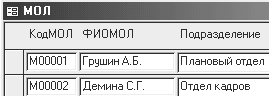 МОЛ
КодМОЛ ФИОМОЛ Подразделение
М00001 Грушин А.Б. Плановый отдел
М00002 Демина С.Г. Отдел кадров